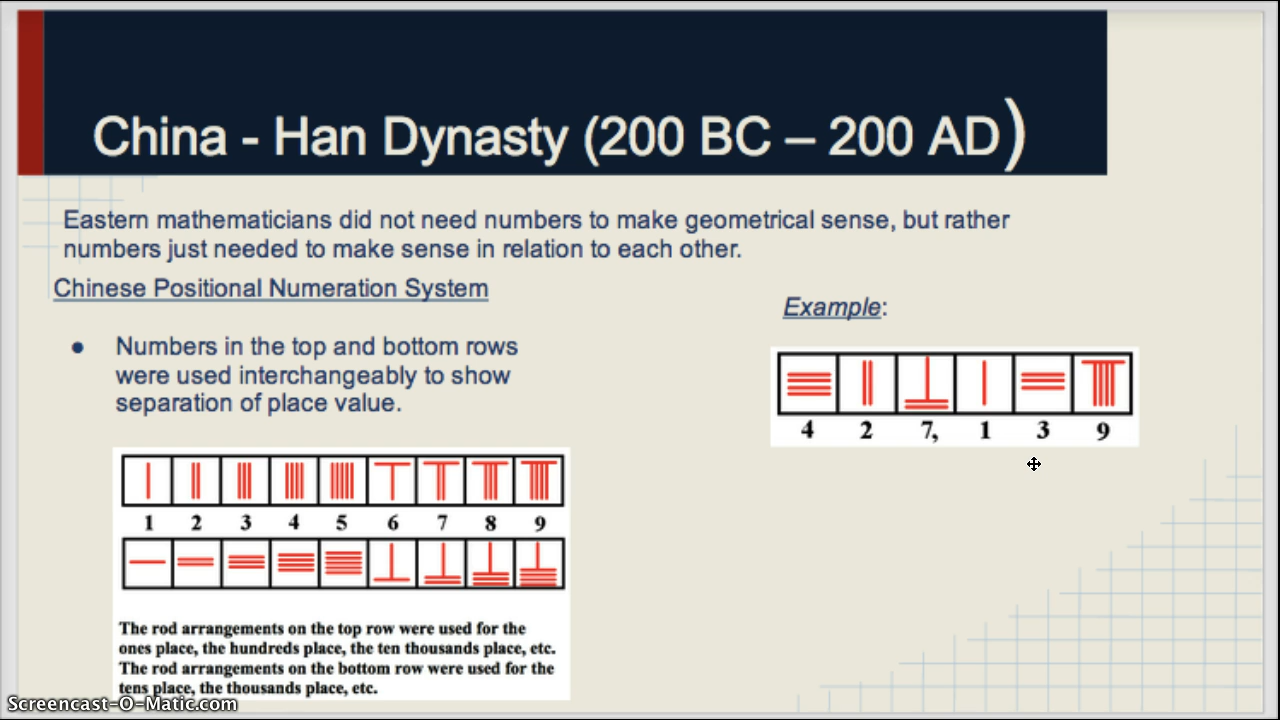 China - Han Dynasty (200 BC – 200 AD)
Eastern mathematicians did not need numbers to make geometrical sense, but rather
numbers just needed to make sense in relation to each other.
Chinese Positional Numeration System
Example:
● Numbers in the top and bottom rows
were used interchangeably to show
separation of place value.
4 2 7, 1 3 9
1 2 3 4 5 6 7 8 9
The rod arrangements on the top row were used for the
ones place, the hundreds place, the ten thousands place, etc.
The rod arrangements on the bottom row were used for the
tens place, the thousands place, etc.
Screencast-O-Matic.com